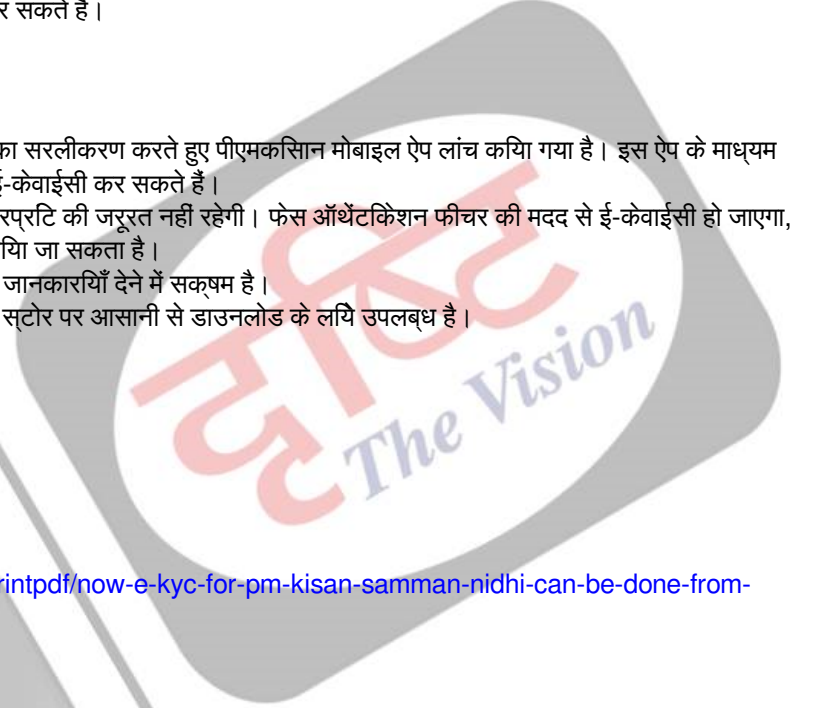 र सकते हैं।
का सरलीकरण करते हुए पीएमकिसान मोबाइल ऐप लांच किया गया है। इस ऐप के माध्यम
ई-केवाईसी कर सकते हैं।
रप्रिंट की जरूरत नहीं रहेगी। फेस ऑथेंटिकेशन फीचर की मदद से ई-केवाईसी हो जाएगा,
या जा सकता है।
जानकारियाँ देने में सक्षम है।
स्टोर पर आसानी से डाउनलोड के लिये उपलब्ध है।
दृष्टि
The Vision
rintpdf/now-e-kyc-for-pm-kisan-samman-nidhi-can-be-done-from-